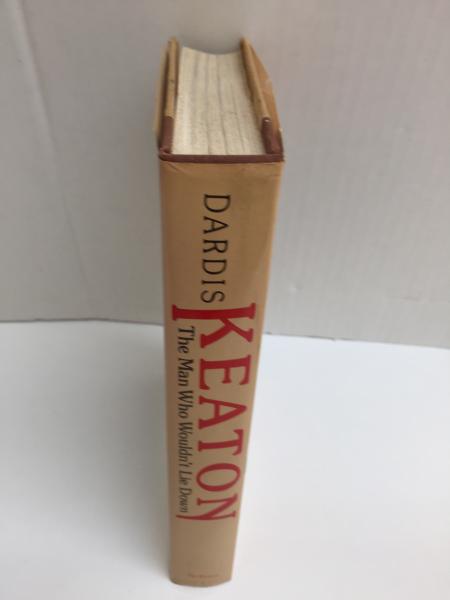 DARDIS
KEATON
The Man Who Wouldn't Lie Down